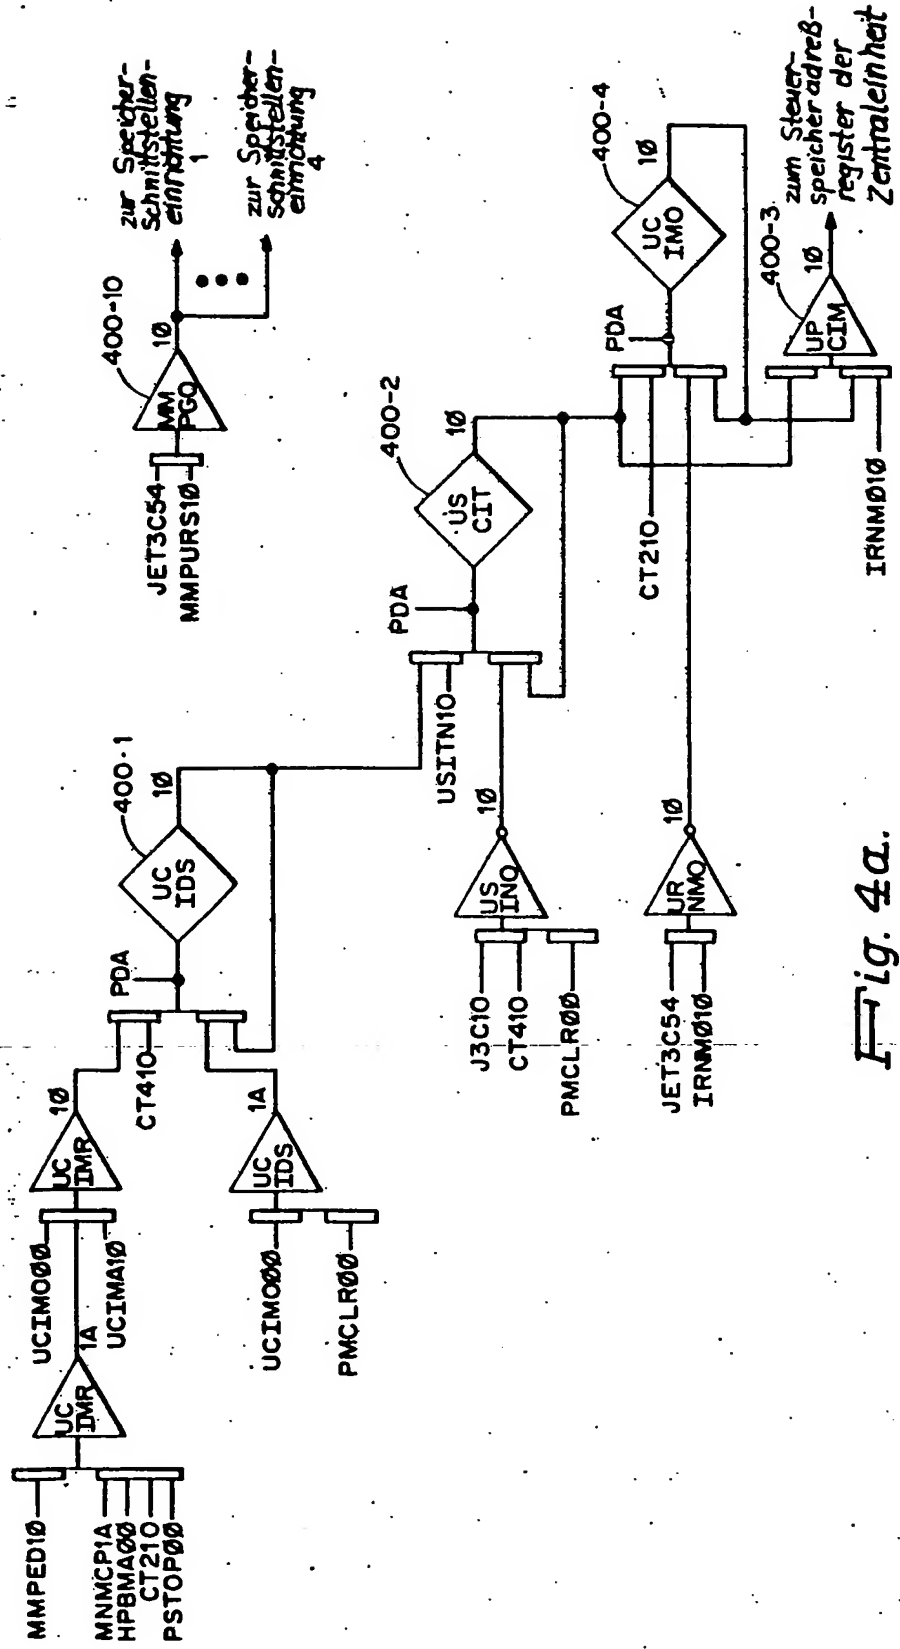 MMPED10
MNMCP1A
HPBMA00
CT210
PSTOP00
UC
IMR
1A
UCIMO00
UCIMA10
UC
IMR
10
CT410
UCIMO00
PMCLR00
UC
IDS
1A
PDA
UC
IDS
10
400-1
JET3C54
MMPURS10
MM
PGO
10
400-10
zur Speicher-
Schnittstellen-
einrichtung
1
zur Speicher-
Schnittstellen-
einrichtung
4
USITN10
J3C10
CT410
PMCLR00
US
INO
10
PDA
US
CIT
10
400-2
JET3C54
IRNM010
UR
NMO
10
CT210
PDA
UC
IMO
10
400-4
IRNM010
UP
CIM
10
400-3
zum Steuer-
speicheradreß-
register der
Zentraleinheit
Fig. 4a.